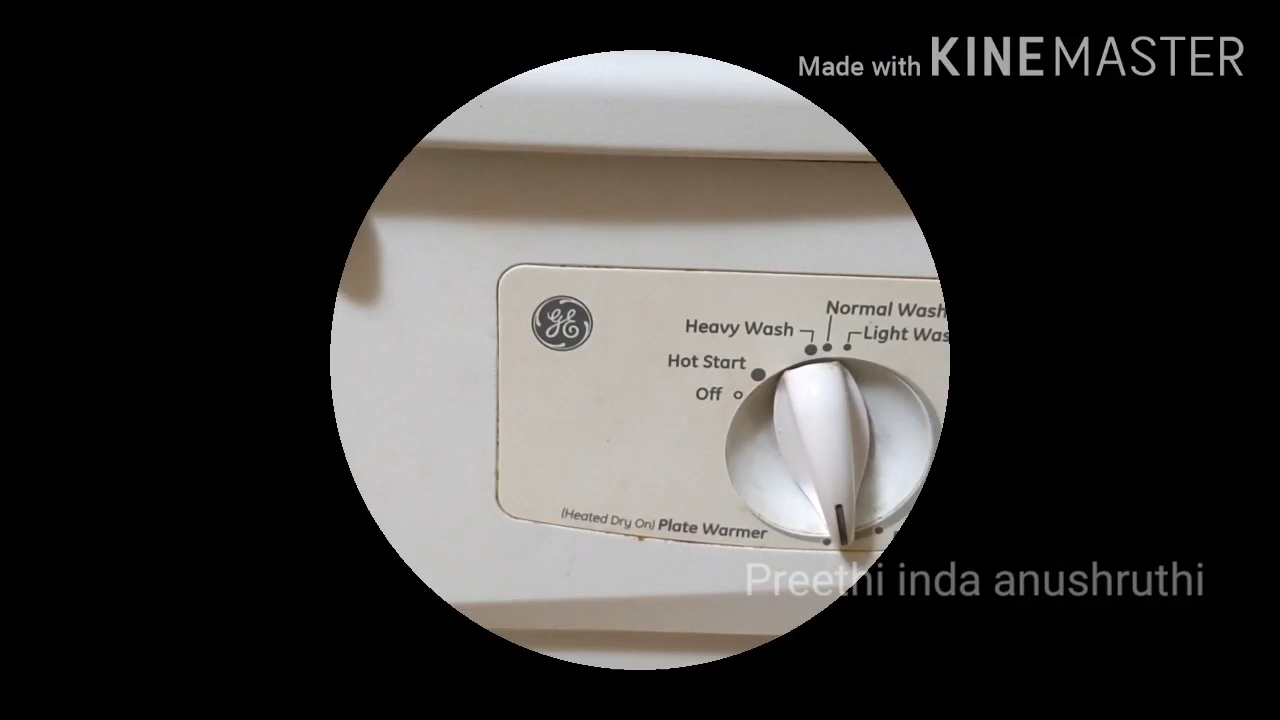 Made with KINEMASTER
GE
Normal Wash
Heavy Wash
Light Was
Hot Start
Off
(Heated Dry On) Plate Warmer
Preethi inda anushruthi